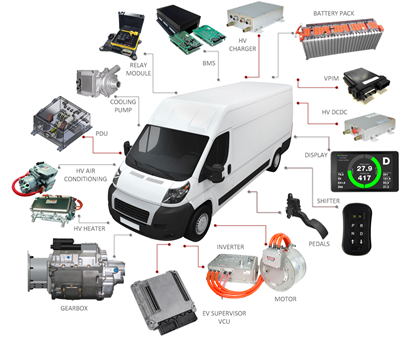 BATTERY PACK
HV
CHARGER
RELAY
MODULE
BMS
VPIM
COOLING
PUMP
HV DCDC
PDU
DISPLAY
D
27.9
417
HV AIR
CONDITIONING
SHIFTER
P
R
N
D
HV HEATER
PEDALS
INVERTER
MOTOR
GEARBOX
EV SUPERVISOR
VCU